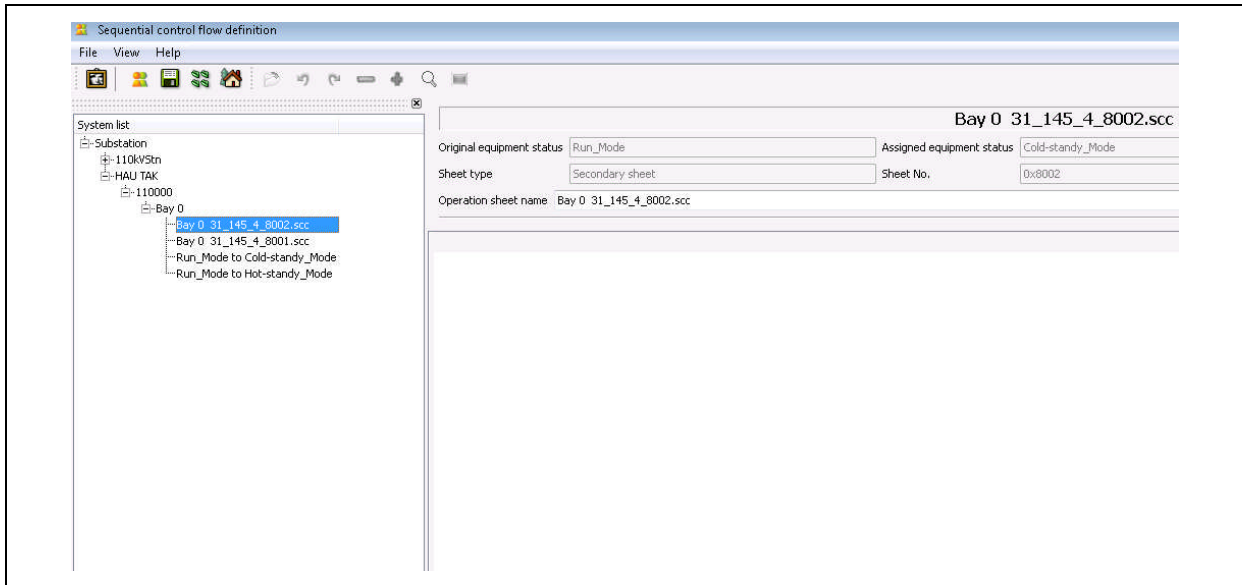 Sequential control flow definition
File View Help
System list
Substation
110kVStn
HAU TAK
110000
Bay 0
Bay 0 31_145_4_8002.scc
Bay 0 31_145_4_8001.scc
Run_Mode to Cold-standy_Mode
Run_Mode to Hot-standy_Mode
Bay 0 31_145_4_8002.scc
Original equipment status Run_Mode Assigned equipment status Cold-standy_Mode
Sheet type Secondary sheet Sheet No. 0x8002
Operation sheet name Bay 0 31_145_4_8002.scc